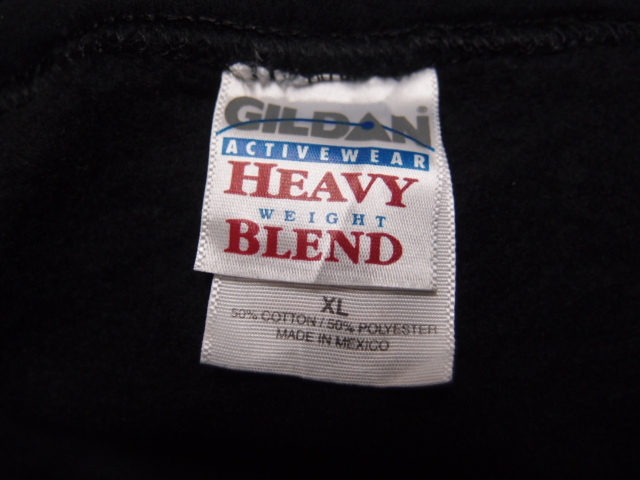 GILDAN
ACTIVEWEAR
HEAVY
WEIGHT
BLEND
XL
50% COTTON / 50% POLYESTER
MADE IN MEXICO